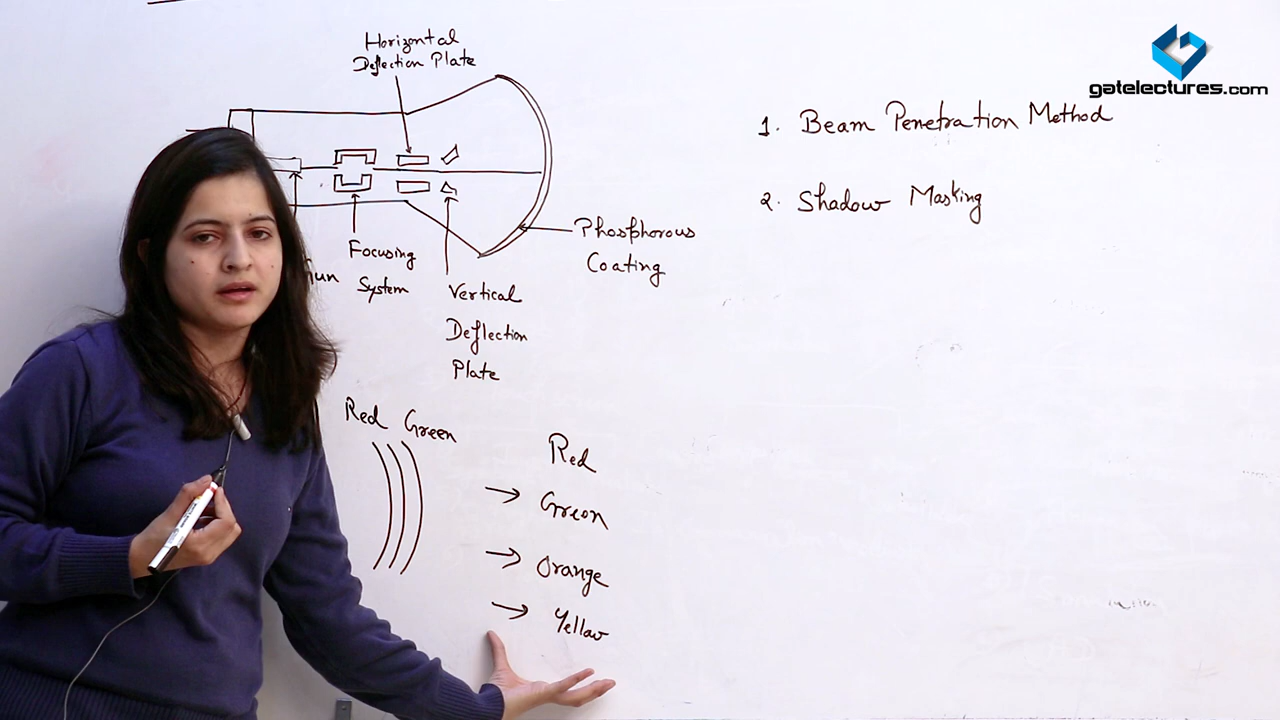 gatelectures.com
Horizontal
Deflection Plate
1. Beam Penetration Method
2. Shadow Masking
Phosphorous
Coating
Focusing
System
Vertical
Deflection
Plate
Red Green
Red
→ Green
→ Orange
→ Yellow